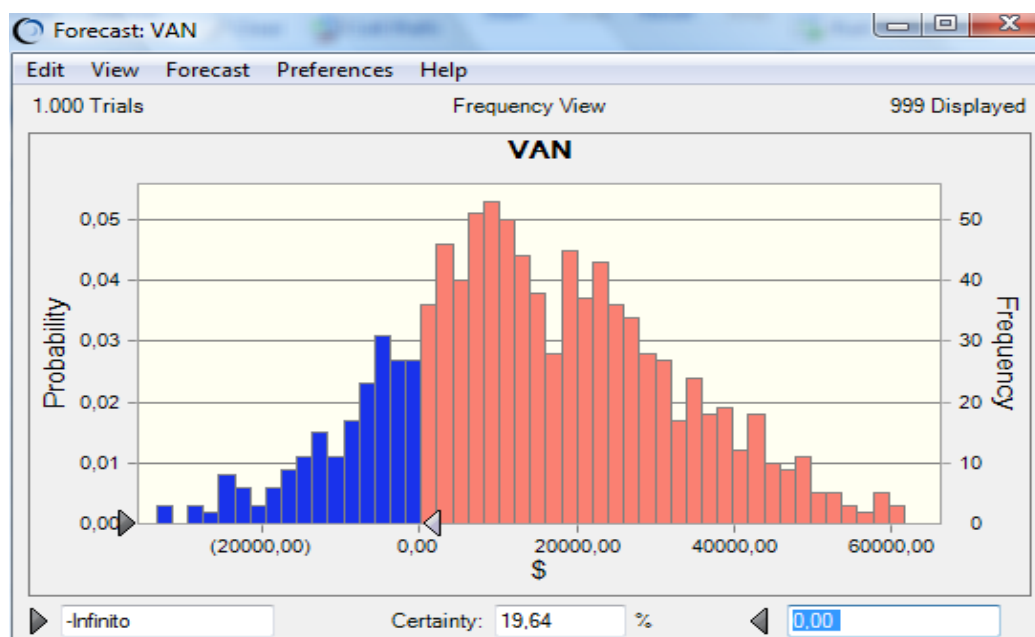 Forecast: VAN
Edit View Forecast Preferences Help
1.000 Trials Frequency View 999 Displayed
VAN
0,05 50
0,04 40
0,03 30
0,02 20
0,01 10
0,00 0
Probability
Frequency
(20000,00) 0,00 20000,00 40000,00 60000,00
$
-Infinito Certainty: 19,64 % 0,00